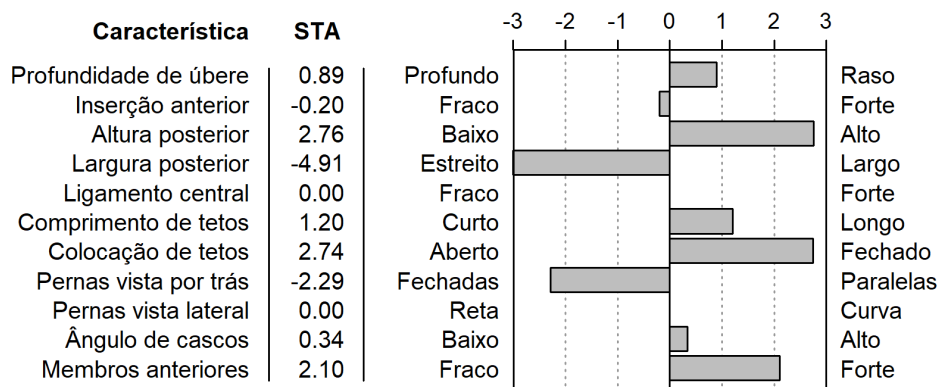 -3 -2 -1 0 1 2 3
Característica STA
Profundidade de úbere 0.89 Profundo Raso
Inserção anterior -0.20 Fraco Forte
Altura posterior 2.76 Baixo Alto
Largura posterior -4.91 Estreito Largo
Ligamento central 0.00 Fraco Forte
Comprimento de tetos 1.20 Curto Longo
Colocação de tetos 2.74 Aberto Fechado
Pernas vista por trás -2.29 Fechadas Paralelas
Pernas vista lateral 0.00 Reta Curva
Ângulo de cascos 0.34 Baixo Alto
Membros anteriores 2.10 Fraco Forte